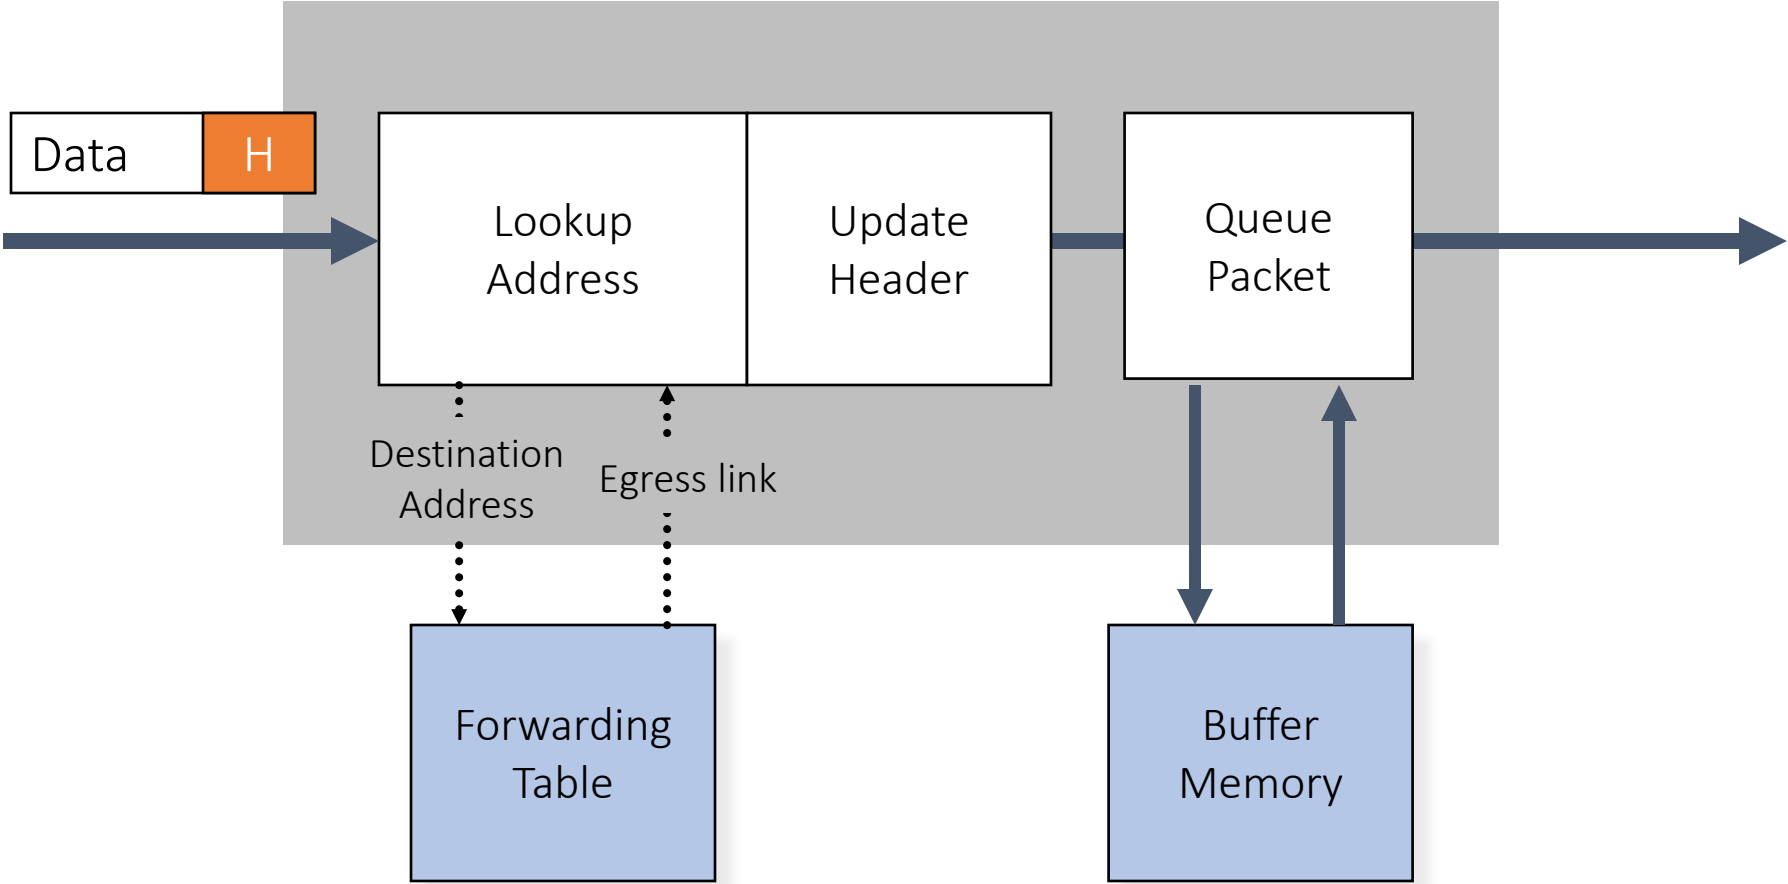 Data
H
Lookup
Address
Update
Header
Queue
Packet
Destination
Address
Egress link
Forwarding
Table
Buffer
Memory